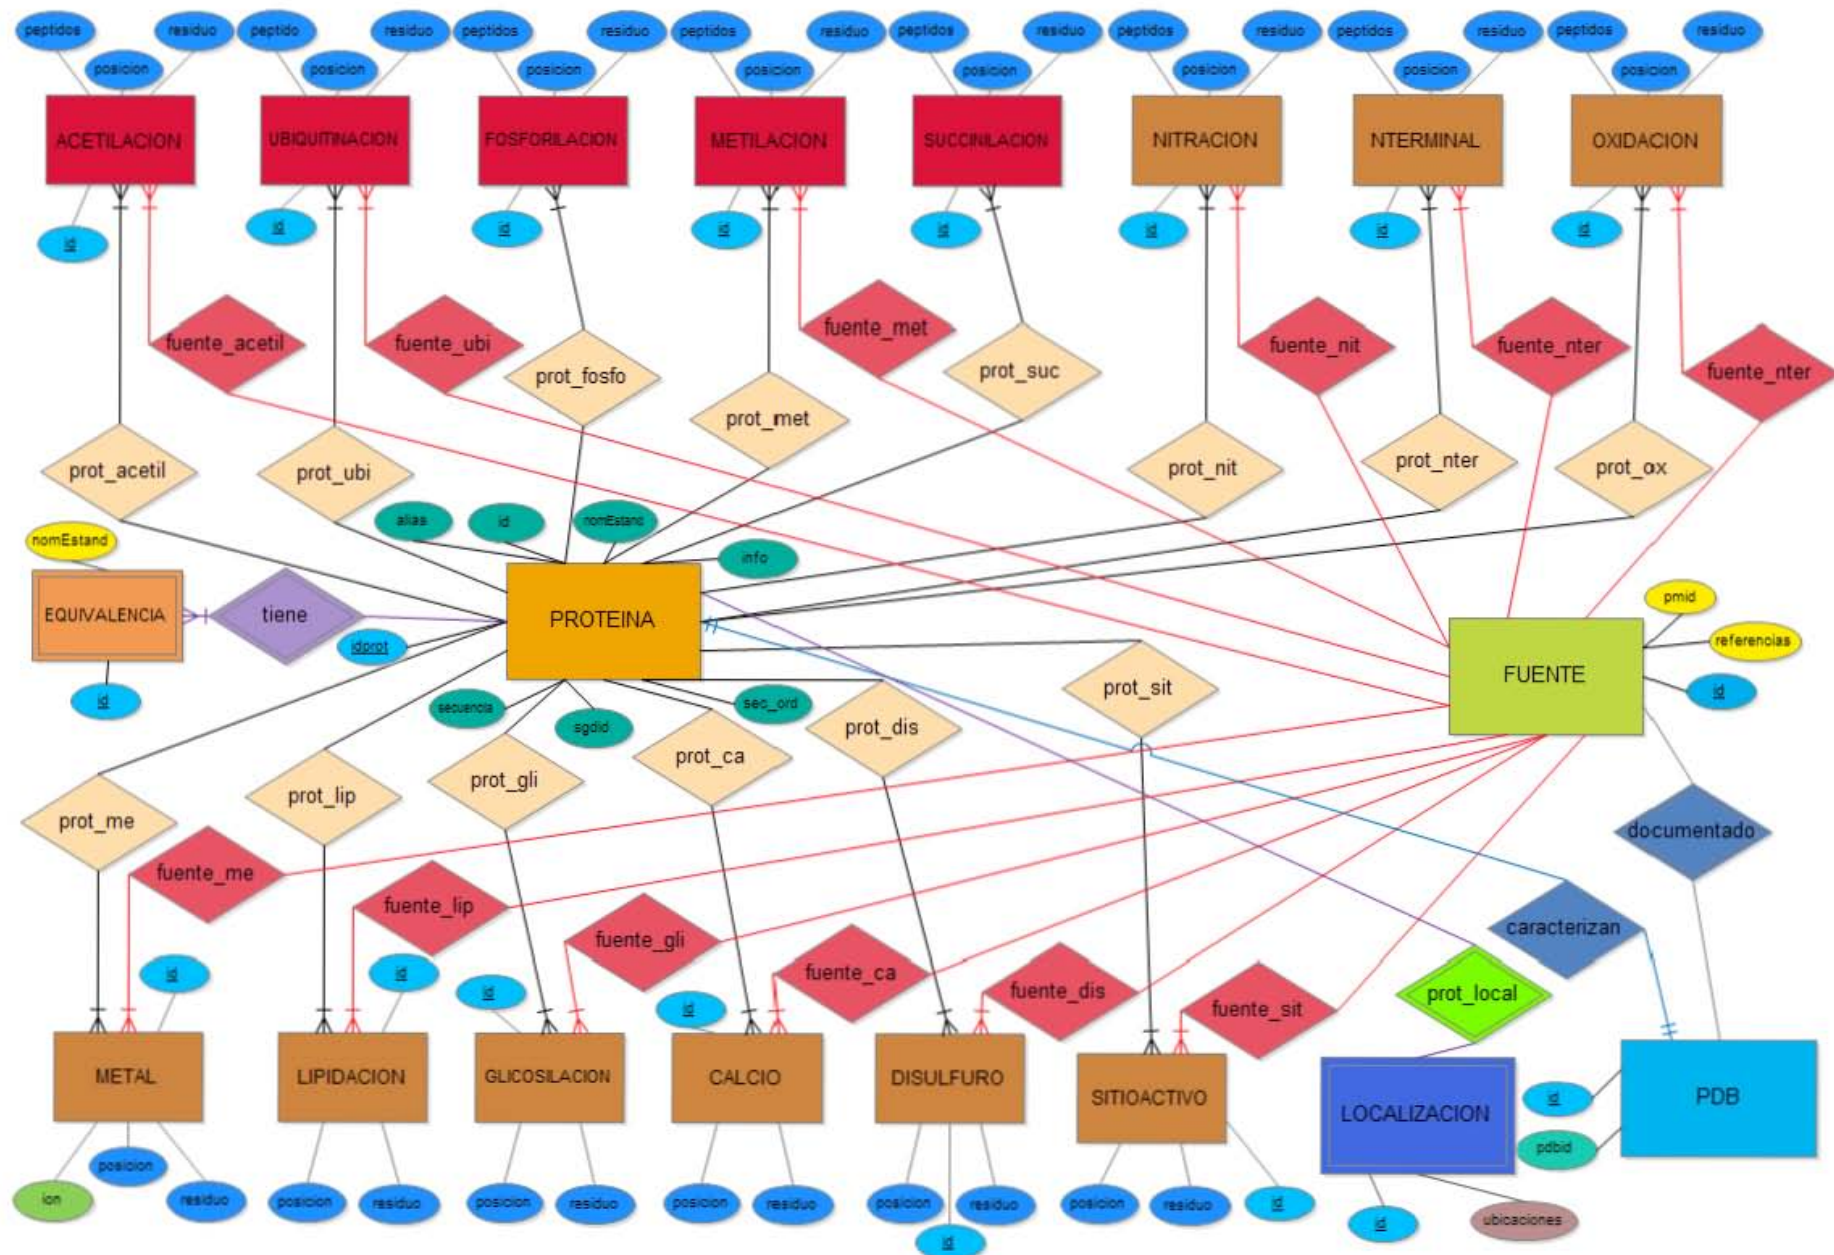 peptidos
residuo
peptido
residuo
peptidos
residuo
peptidos
residuo
peptidos
residuo
peptidos
residuo
peptidos
residuo
peptidos
residuo
posicion
posicion
posicion
posicion
posicion
posicion
posicion
posicion
ACETILACION
UBIQUITINACION
FOSFORILACION
METILACION
SUCCINILACION
NITRACION
NTERMINAL
OXIDACION
id
id
id
id
id
id
id
id
fuente_acetil
fuente_ubi
fuente_met
fuente_nit
fuente_nter
fuente_nter
prot_fosfo
prot_suc
prot_met
prot_acetil
prot_ubi
prot_nit
prot_nter
prot_ox
alias
id
nomEstand
info
nomEstand
EQUIVALENCIA
tiene
idprot
id
PROTEINA
pmid
referencias
id
FUENTE
secuencia
sgdid
sec_ord
prot_sit
prot_dis
prot_ca
prot_gli
prot_lip
prot_me
documentado
fuente_me
fuente_lip
fuente_gli
fuente_ca
fuente_dis
fuente_sit
caracterizan
prot_local
id
id
id
id
METAL
LIPIDACION
GLICOSILACION
CALCIO
DISULFURO
SITIOACTIVO
LOCALIZACION
PDB
id
pdbid
ion
posicion
residuo
posicion
residuo
posicion
residuo
posicion
residuo
posicion
id
residuo
posicion
residuo
id
id
ubicaciones